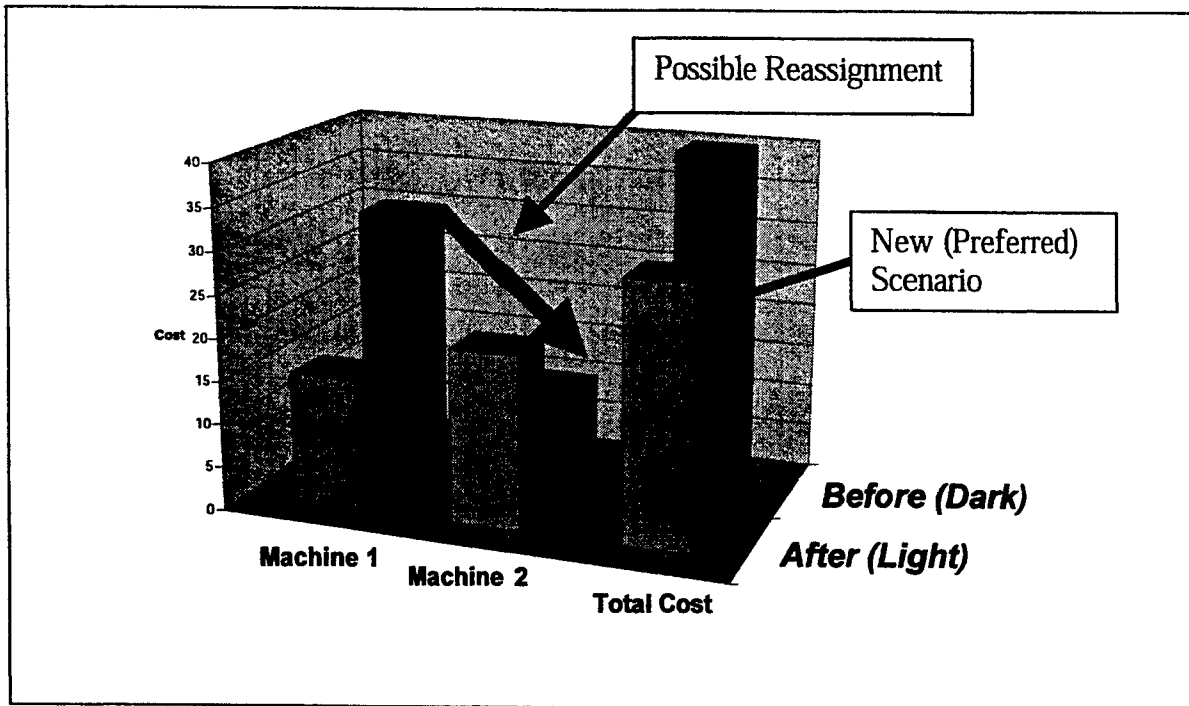 Possible Reassignment
New (Preferred)
Scenario
40
35
30
25
Cost
20
15
10
5
0
Machine 1
Machine 2
Total Cost
Before (Dark)
After (Light)